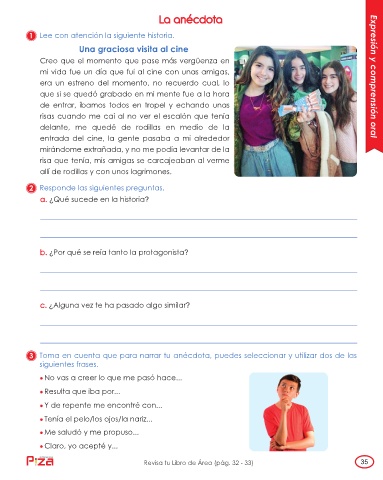 La anécdota
Expresión y comprensión oral
1 Lee con atención la siguiente historia.
Una graciosa visita al cine
Creo que el momento que pase más vergüenza en
mi vida fue un día que fui al cine con unas amigas,
era un estreno del momento, no recuerdo cual, lo
que si se quedó grabado en mi mente fue a la hora
de entrar, íbamos todos en tropel y echando unas
risas cuando me caí al no ver el escalón que tenía
delante, me quedé de rodillas en medio de la
entrada del cine, la gente pasaba a mi alrededor
mirándome extrañada, y no me podía levantar de la
risa que tenía, mis amigas se carcajeaban al verme
allí de rodillas y con unos lagrimones.
2 Responde las siguientes preguntas.
a. ¿Qué sucede en la historia?
b. ¿Por qué se reía tanto la protagonista?
c. ¿Alguna vez te ha pasado algo similar?
3 Toma en cuenta que para narrar tu anécdota, puedes seleccionar y utilizar dos de las
siguientes frases.
• No vas a creer lo que me pasó hace...
• Resulta que iba por...
• Y de repente me encontré con...
• Tenía el pelo/los ojos/la nariz...
• Me saludó y me propuso...
• Claro, yo acepté y...
Revisa tu Libro de Área (pág. 32 - 33)
35